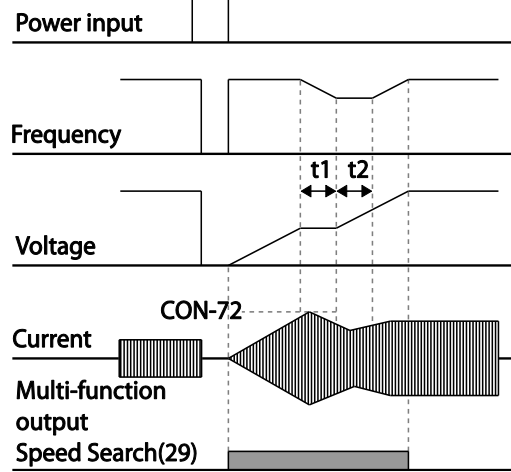 Power input
Frequency
t1 t2
Voltage
CON-72
Current
Multi-function
output
Speed Search(29)